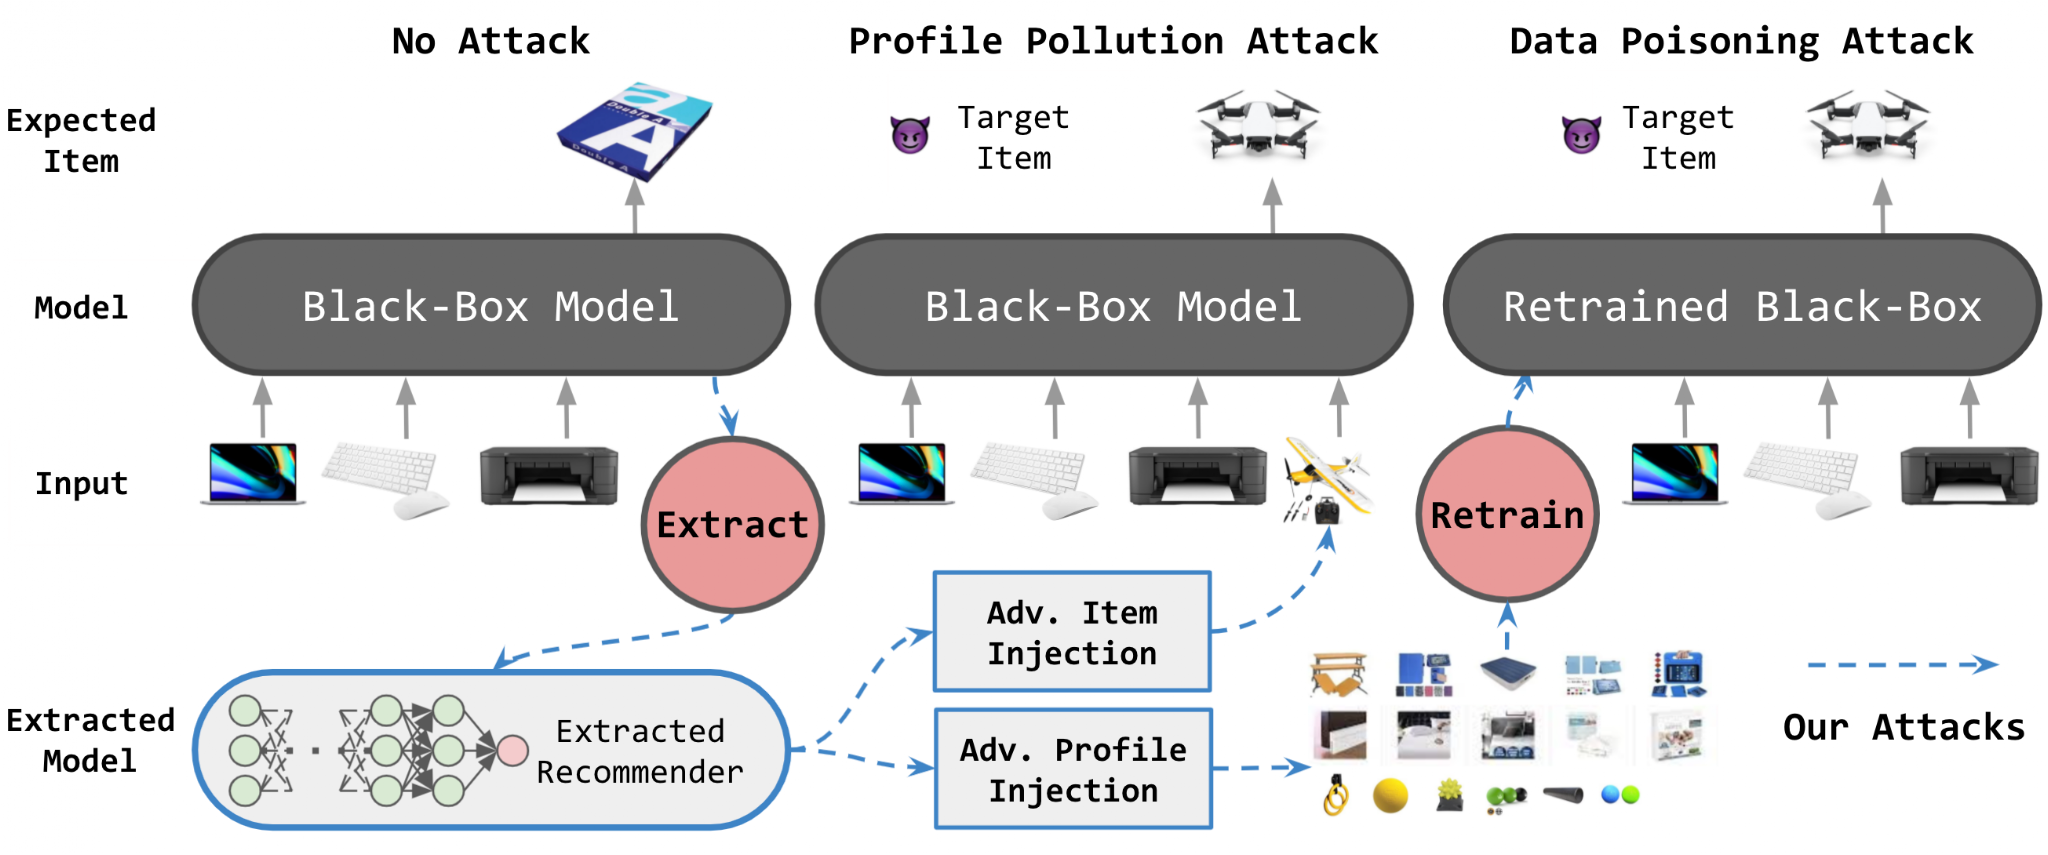 No Attack
Profile Pollution Attack
Data Poisoning Attack
Expected
Item
Double A
Double A
Target
Item
Target
Item
Model
Black-Box Model
Black-Box Model
Retrained Black-Box
Input
Extract
Retrain
Adv. Item
Injection
Extracted
Model
Extracted
Recommender
Adv. Profile
Injection
Our Attacks